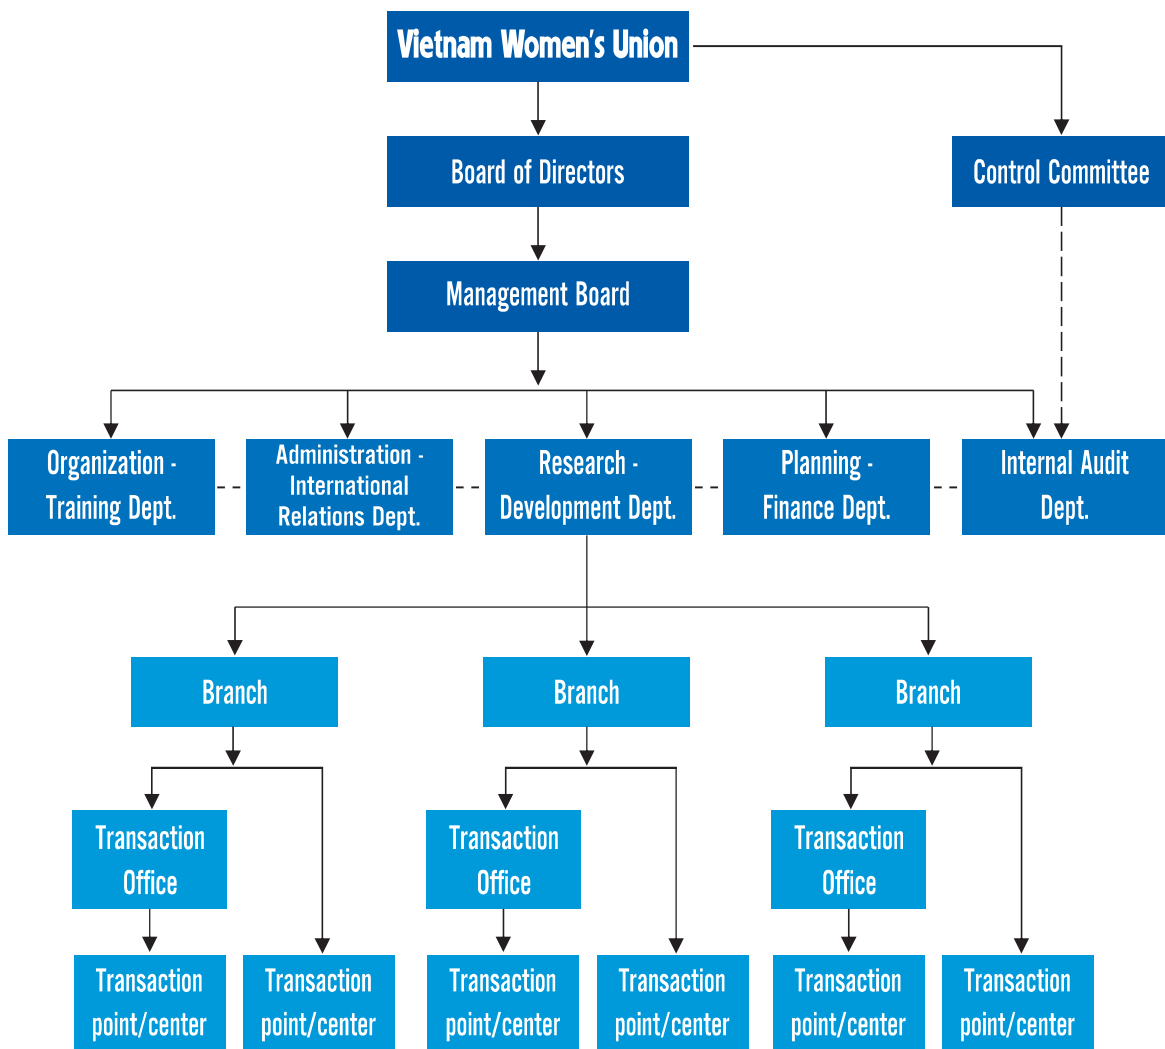 Vietnam Women's Union
Board of Directors
Control Committee
Management Board
Organization -
Training Dept.
Administration -
International
Relations Dept.
Research -
Development Dept.
Planning -
Finance Dept.
Internal Audit
Dept.
Branch
Branch
Branch
Transaction
Office
Transaction
Office
Transaction
Office
Transaction
point/center
Transaction
point/center
Transaction
point/center
Transaction
point/center
Transaction
point/center
Transaction
point/center